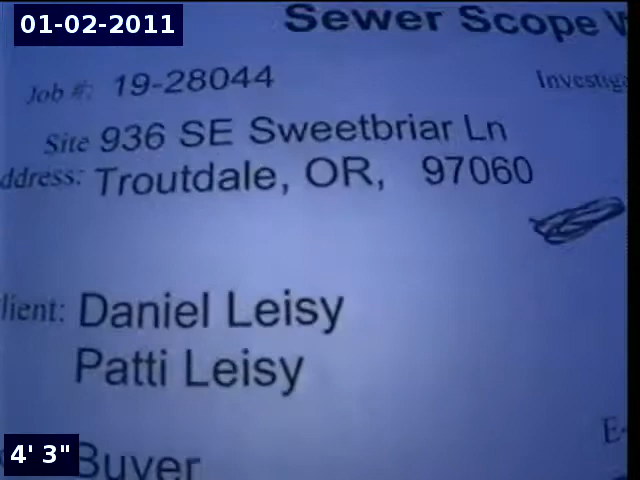 01-02-2011
Sewer Scope
Job #: 19-28044
Site 936 SE Sweetbriar Ln
ddress: Troutdale, OR, 97060
lient: Daniel Leisy
Patti Leisy
E-
4' 3" Buyer